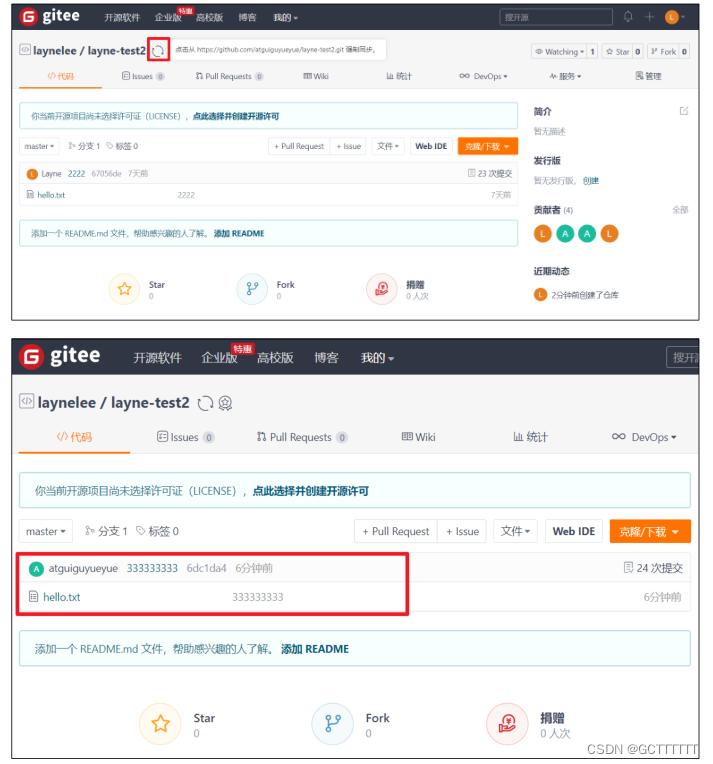 gitee 开源软件 企业版 特惠 高校版 博客 我的 搜开源
laynelee / layne-test2 点击从 https://github.com/atguiguyueyue/layne-test2.git 强制同步。 Watching 1 Star 0 Fork 0
代码 Issues 0 Pull Requests 0 Wiki 统计 DevOps 服务 管理
你当前开源项目尚未选择许可证（LICENSE），点此选择并创建开源许可
简介
暂无描述
master 分支 1 标签 0 + Pull Request + Issue 文件 Web IDE 克隆/下载
发行版
L Layne 2222 67056de 7天前 23 次提交
暂无发行版，创建
hello.txt 2222 7天前
贡献者 (4) 全部
添加一个 README.md 文件，帮助感兴趣的人了解。 添加 README
L A A L
近期动态
Star
0
Fork
0
捐赠
0 人次
L 2分钟前创建了仓库
gitee 开源软件 企业版 特惠 高校版 博客 我的 搜开源
laynelee / layne-test2
代码 Issues 0 Pull Requests 0 Wiki 统计 DevOps
你当前开源项目尚未选择许可证（LICENSE），点此选择并创建开源许可
master 分支 1 标签 0 + Pull Request + Issue 文件 Web IDE 克隆/下载
A atguiguyueyue 333333333 6dc1da4 6分钟前 24 次提交
hello.txt 333333333 6分钟前
添加一个 README.md 文件，帮助感兴趣的人了解。 添加 README
Star
0
Fork
0
捐赠
0 人次
CSDN @GCTTTTTT